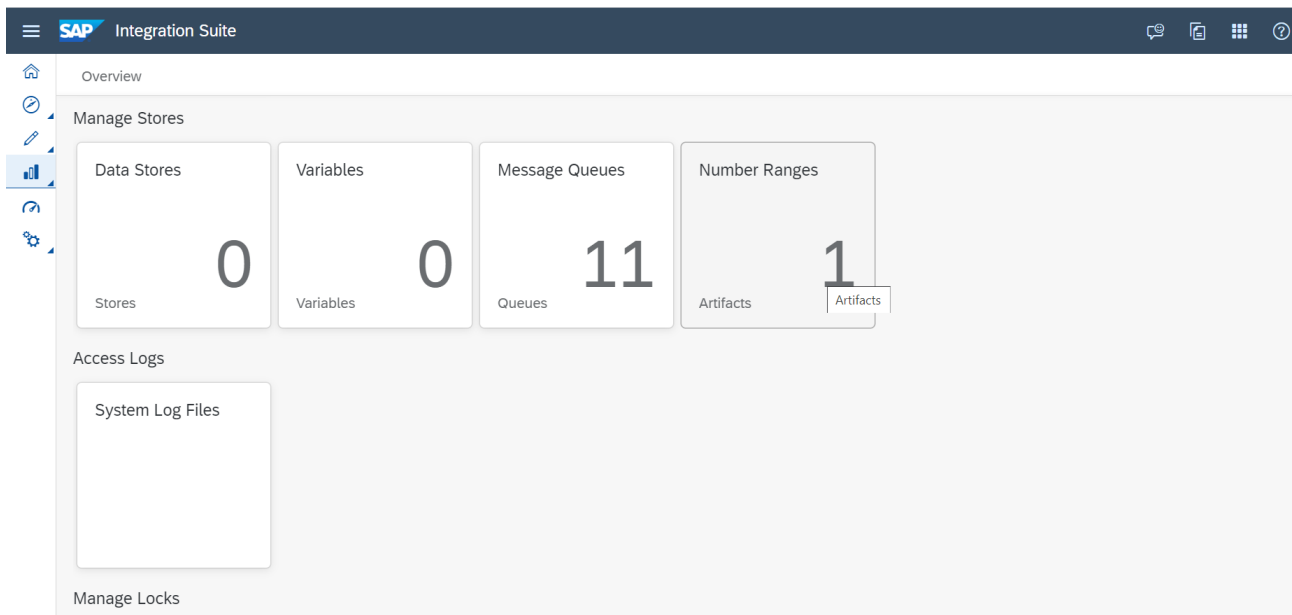 SAP Integration Suite
Overview
Manage Stores
Data Stores
0
Stores
Variables
0
Variables
Message Queues
11
Queues
Number Ranges
1
Artifacts
Artifacts
Access Logs
System Log Files
Manage Locks